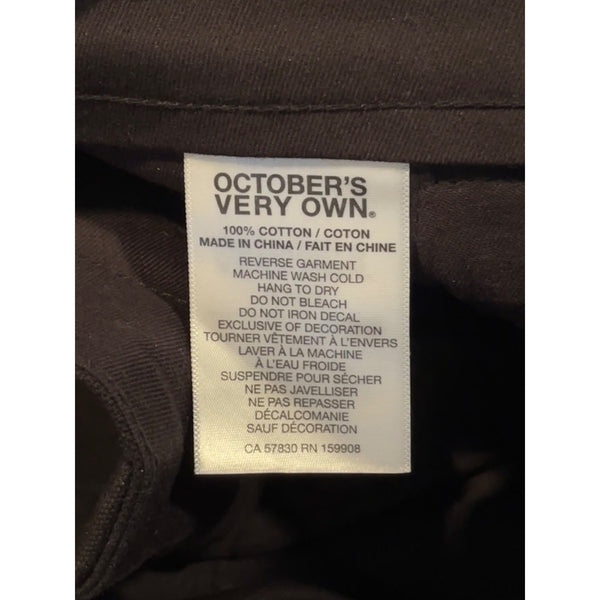 OCTOBER'S
VERY OWN®
100% COTTON / COTON
MADE IN CHINA / FAIT EN CHINE
REVERSE GARMENT
MACHINE WASH COLD
HANG TO DRY
DO NOT BLEACH
DO NOT IRON DECAL
EXCLUSIVE OF DECORATION
TOURNER VÊTEMENT À L'ENVERS
LAVER À LA MACHINE
À L'EAU FROIDE
SUSPENDRE POUR SÉCHER
NE PAS JAVELLISER
NE PAS REPASSER
DÉCALCOMANIE
SAUF DÉCORATION
CA 57830 RN 159908